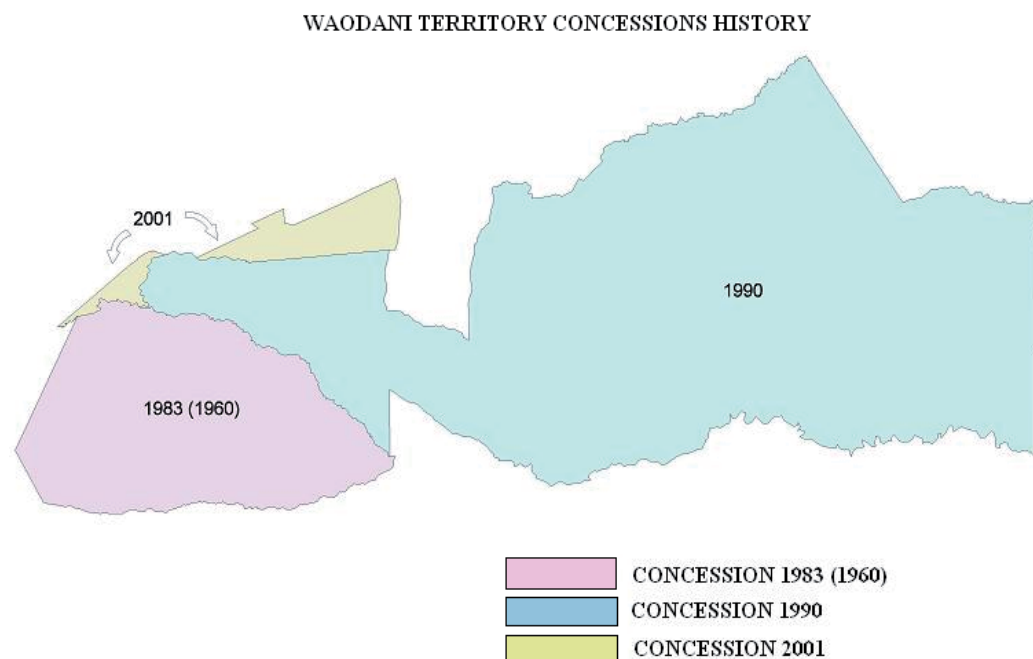 WAODANI TERRITORY CONCESSIONS HISTORY
2001
1990
1983 (1960)
CONCESSION 1983 (1960)
CONCESSION 1990
CONCESSION 2001